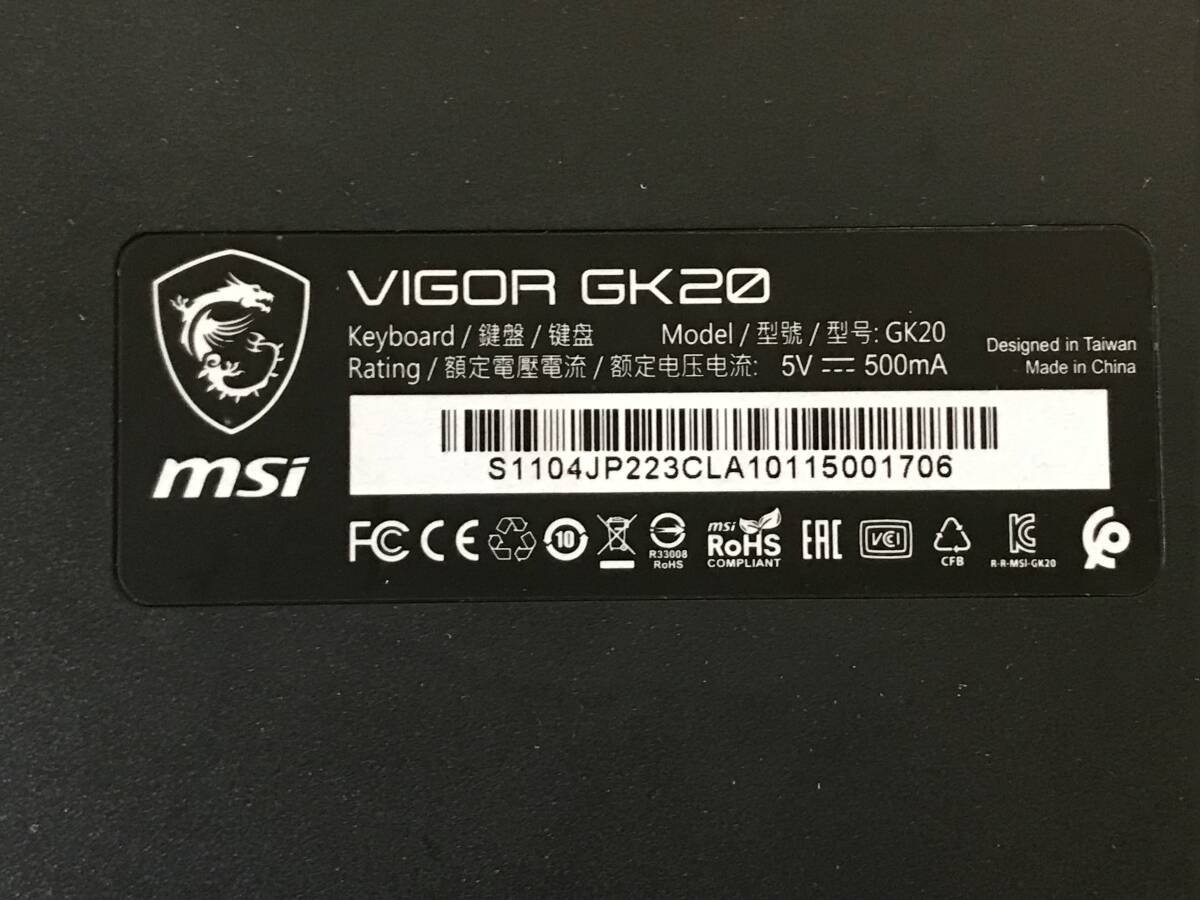 VIGOR GK20
Keyboard / 鍵盤 / 键盘 Model / 型號 / 型号: GK20
Rating / 額定電壓電流 / 额定电压电流: 5V ⎓ 500mA
Designed in Taiwan
Made in China
msi
S1104JP223CLA10115001706
FC CE 10
R33008
RoHS
msi
RoHS
COMPLIANT
EAC
VCCI
CFB
R-R-MSI-GK20